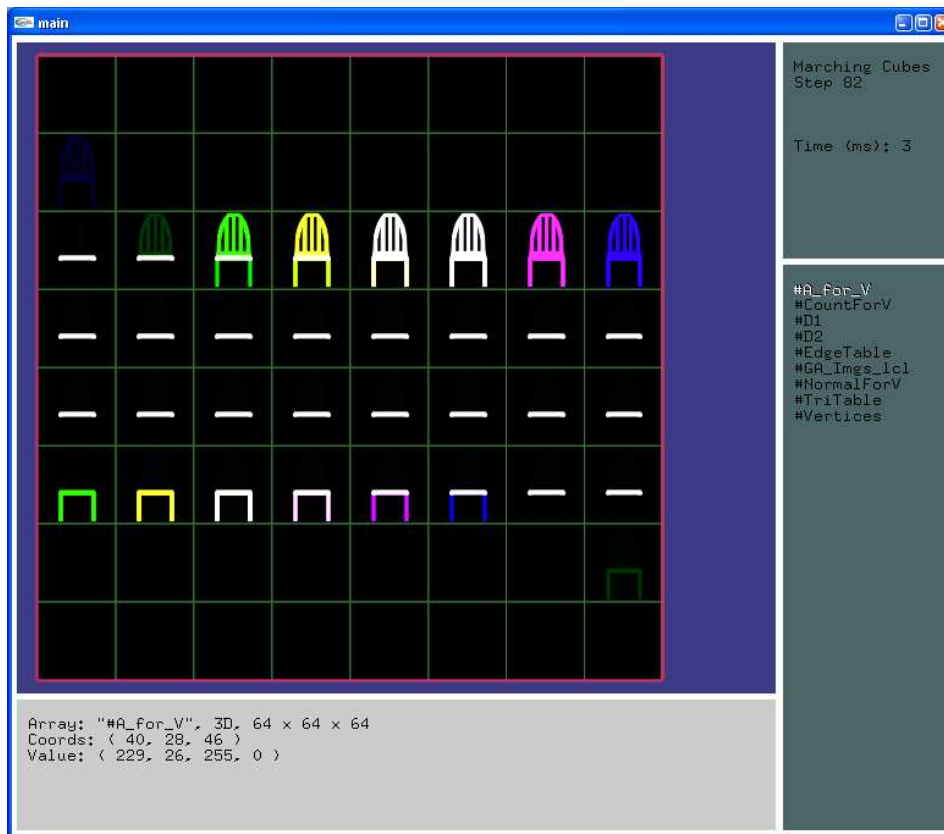 main
Marching Cubes
Step 82
Time (ms): 3
#A_for_V
#CountForV
#D1
#D2
#EdgeTable
#GA_Imgs_lcl
#NormalForV
#TriTable
#Vertices
Array: "#A_for_V", 3D, 64 x 64 x 64
Coords: ( 40, 28, 46 )
Value: ( 229, 26, 255, 0 )